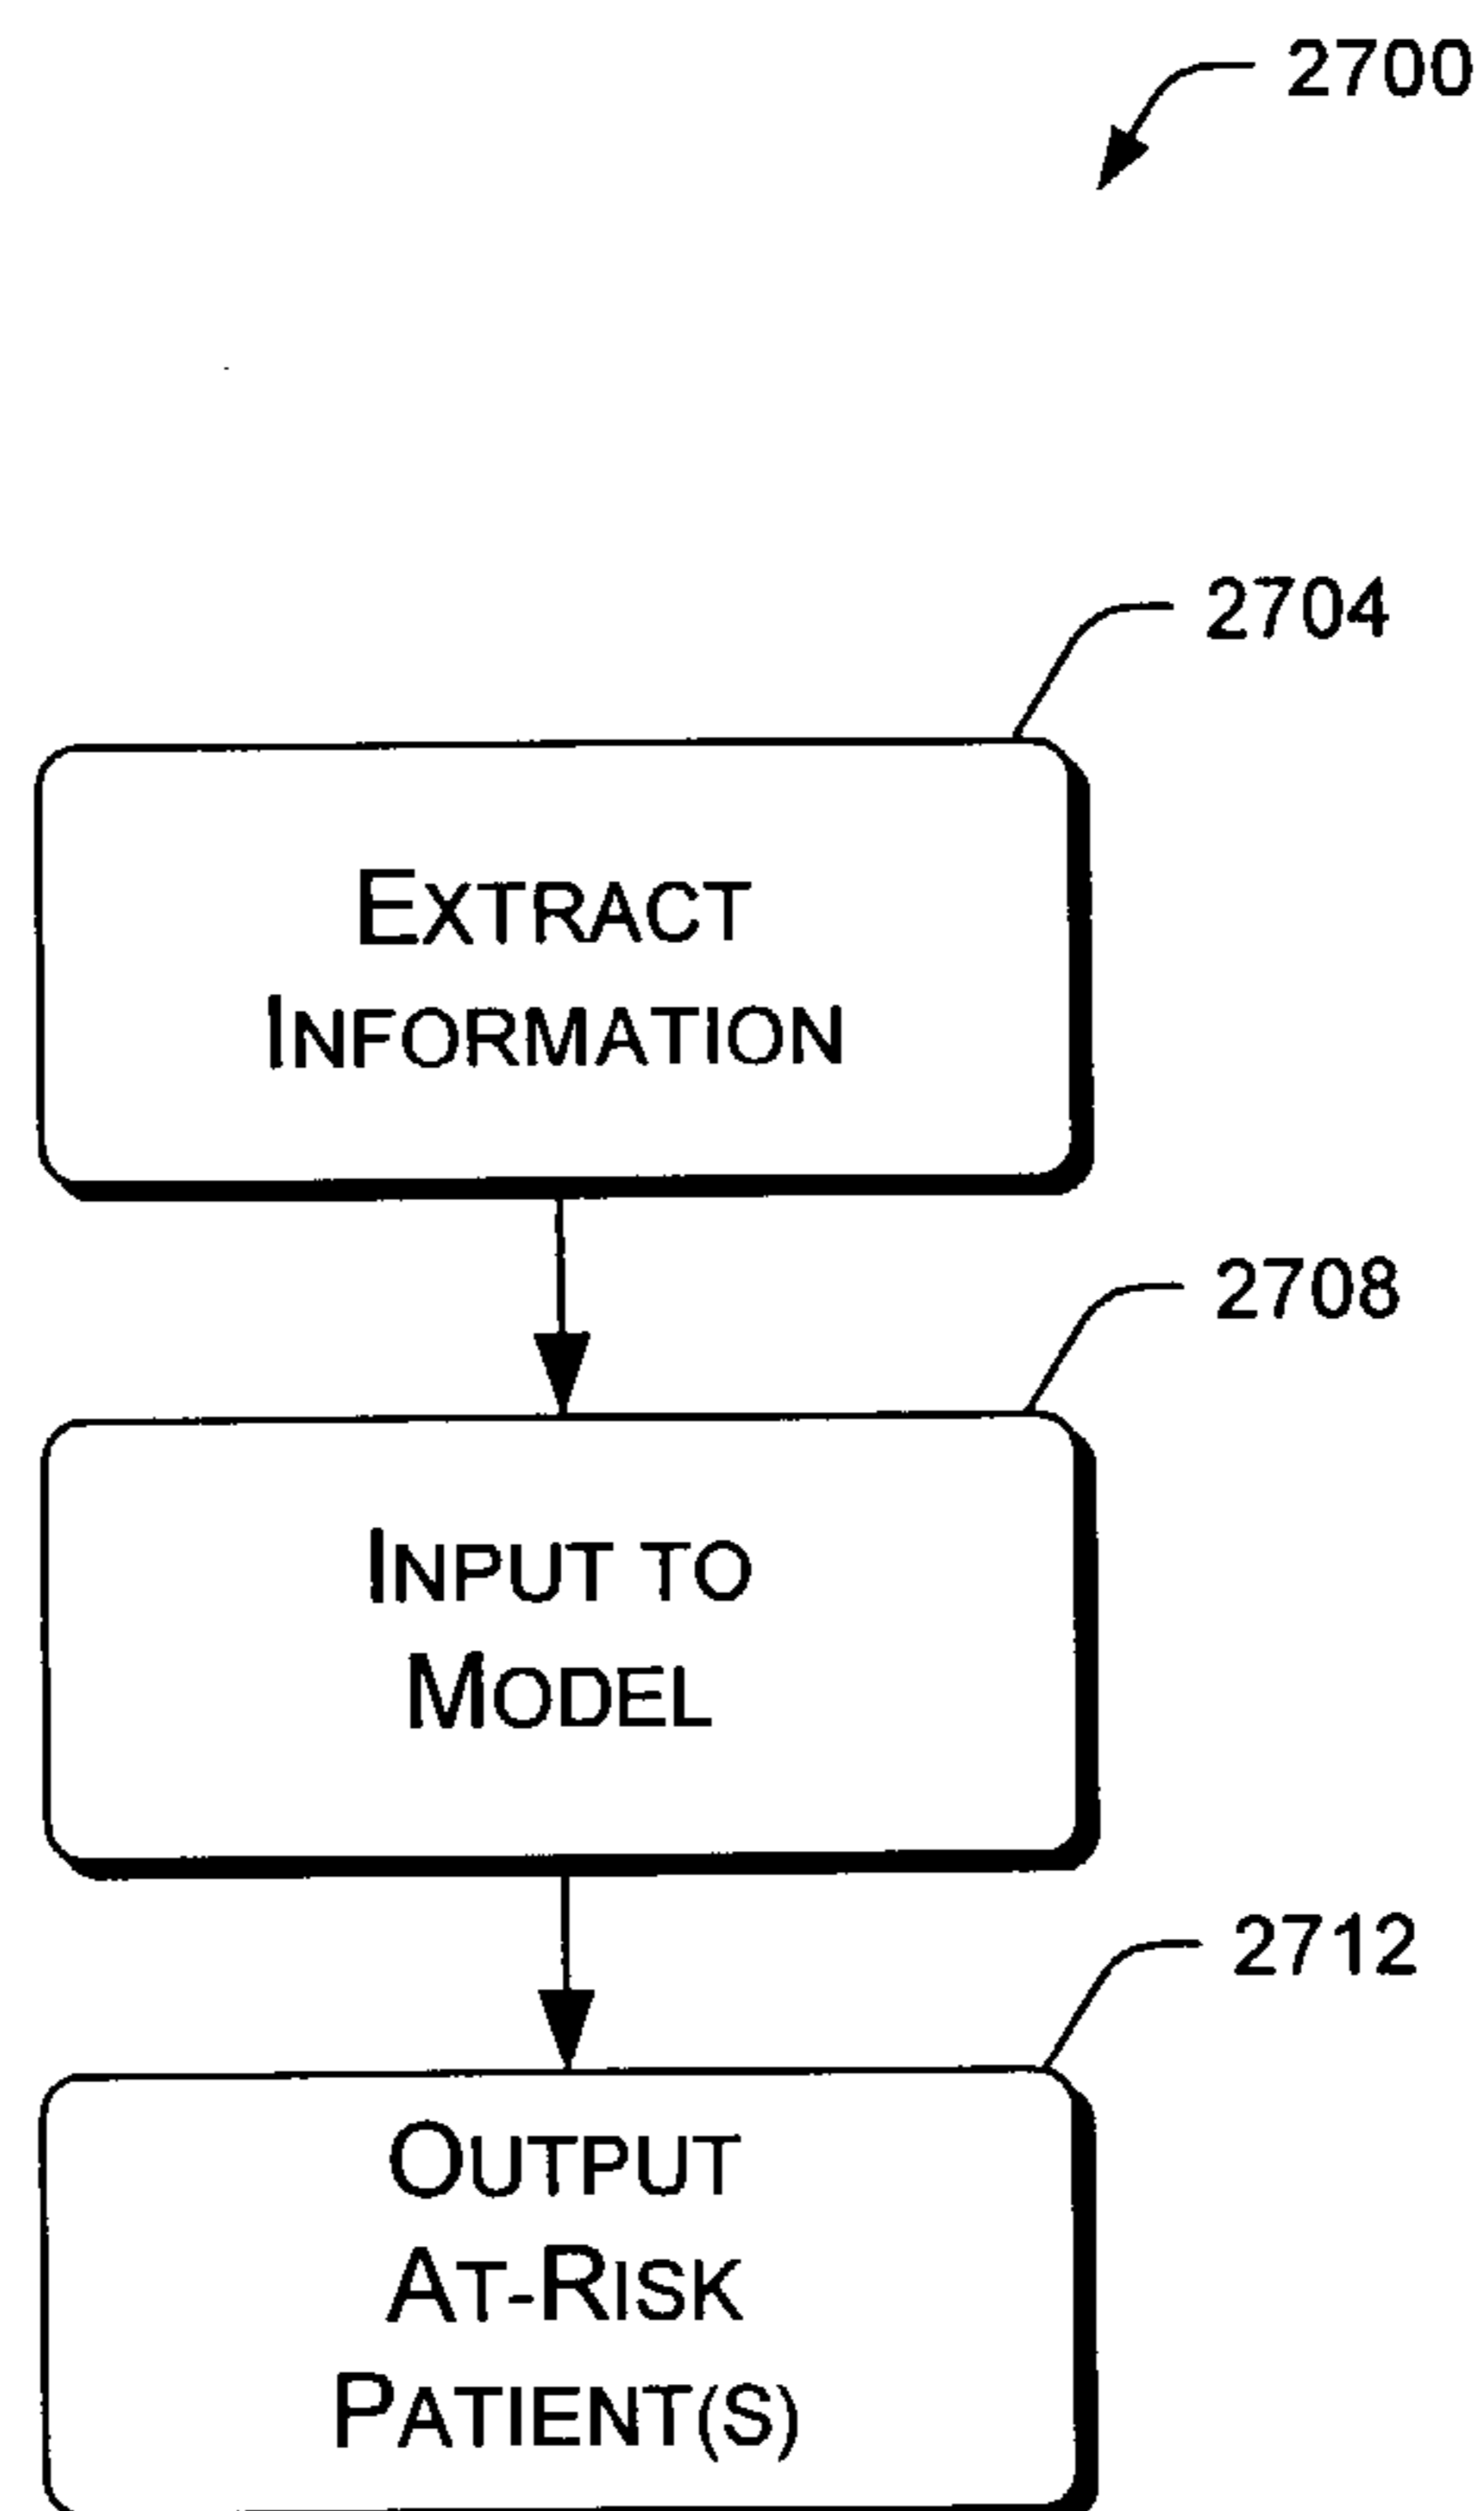 2700
2704
EXTRACT
INFORMATION
2708
INPUT TO
MODEL
2712
OUTPUT
AT-RISK
PATIENT(S)